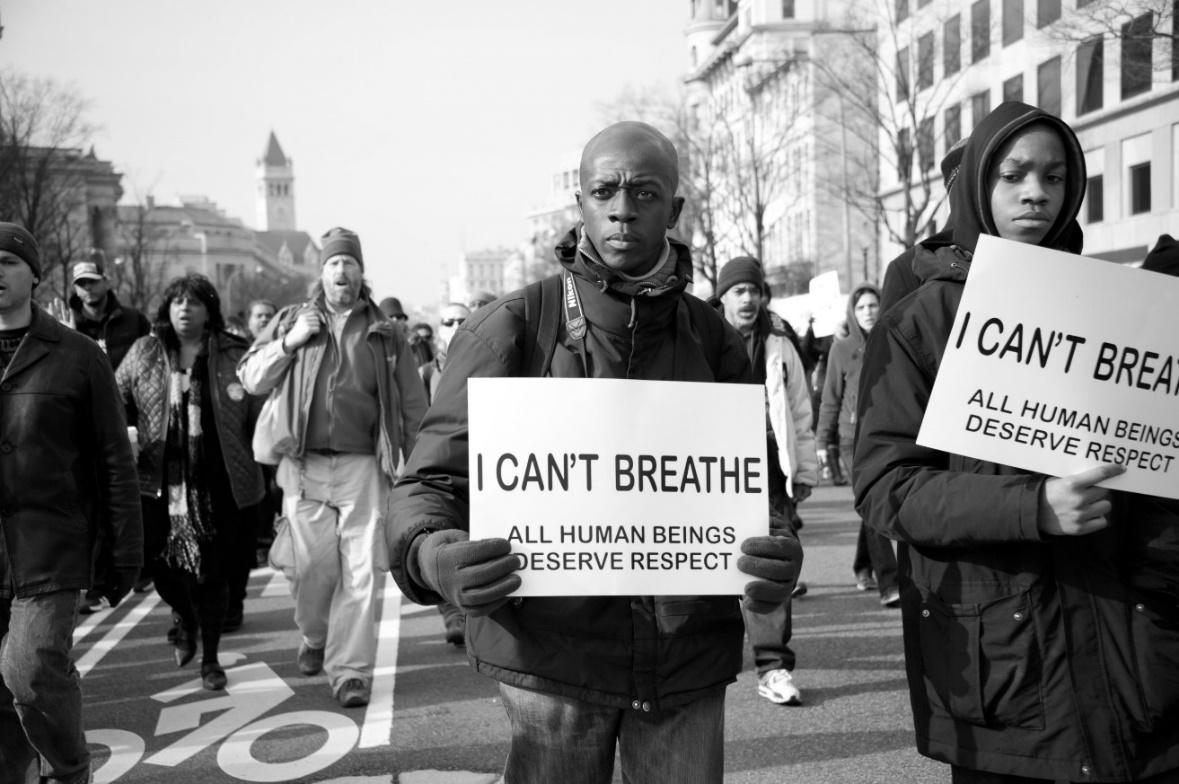 Nikon
I CAN'T BREATHE
ALL HUMAN BEINGS
DESERVE RESPECT
I CAN'T BREAT
ALL HUMAN BEINGS
DESERVE RESPECT